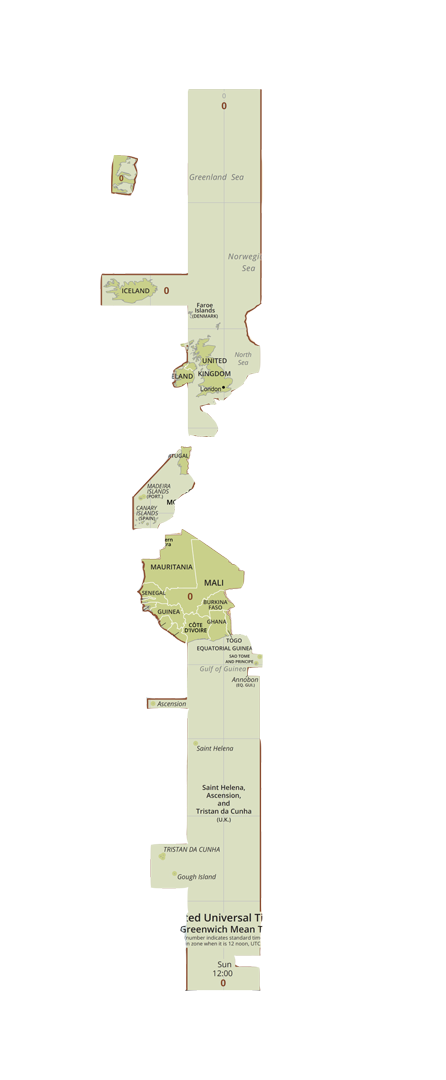 0
0
0
Greenland Sea
Norwegi
Sea
ICELAND 0
Faroe
Islands
(DENMARK)
UNITED
KINGDOM
North
Sea
ELAND
London
TUGAL
MADEIRA
ISLANDS
(PORT.)
MO
CANARY
ISLANDS
(SPAIN)
ern
ra
MAURITANIA
MALI
SENEGAL
0
BURKINA
FASO
GUINEA
GHANA
CÔTE
D'IVOIRE
TOGO
EQUATORIAL GUINEA
SAO TOME
AND PRINCIPE
Gulf of Guinea
Annobon
(EQ. GUI.)
Ascension
Saint Helena
Saint Helena,
Ascension,
and
Tristan da Cunha
(U.K.)
TRISTAN DA CUNHA
Gough Island
ted Universal Ti
Greenwich Mean T
number indicates standard tim
in zone when it is 12 noon, UTC
Sun
12:00
0